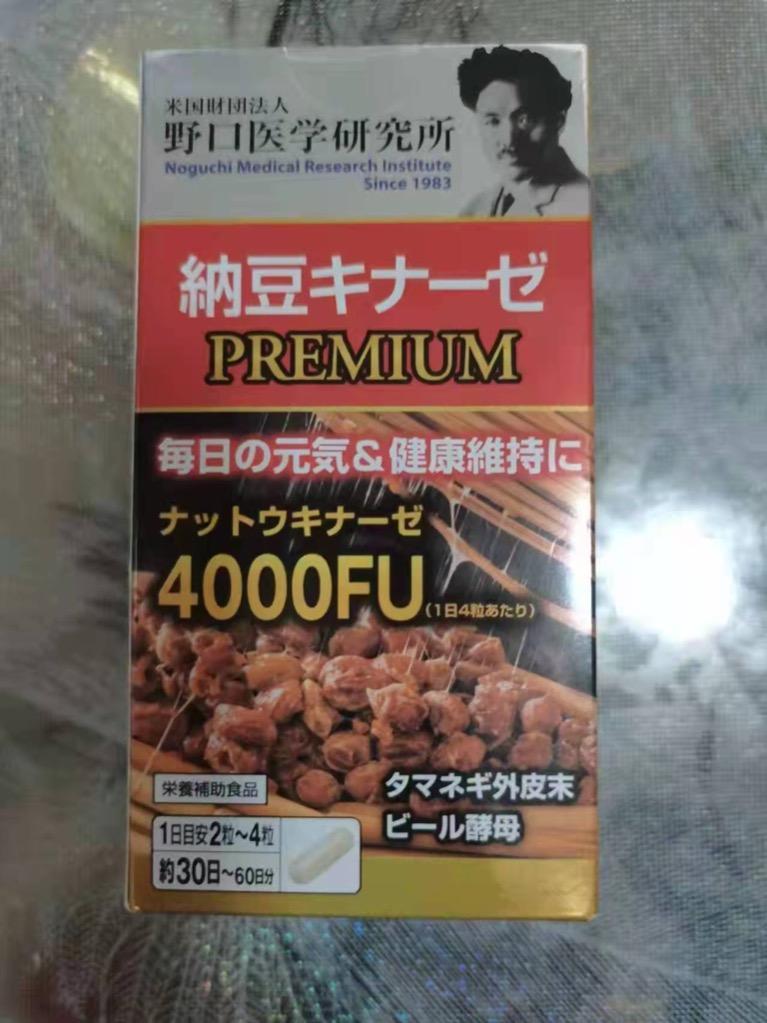 米国財団法人
野口医学研究所
Noguchi Medical Research Institute
Since 1983
納豆キナーゼ
PREMIUM
毎日の元気&健康維持に
ナットウキナーゼ
4000FU(1日4粒あたり)
タマネギ外皮末
ビール酵母
栄養補助食品
1日目安2粒~4粒
約30日~60日分